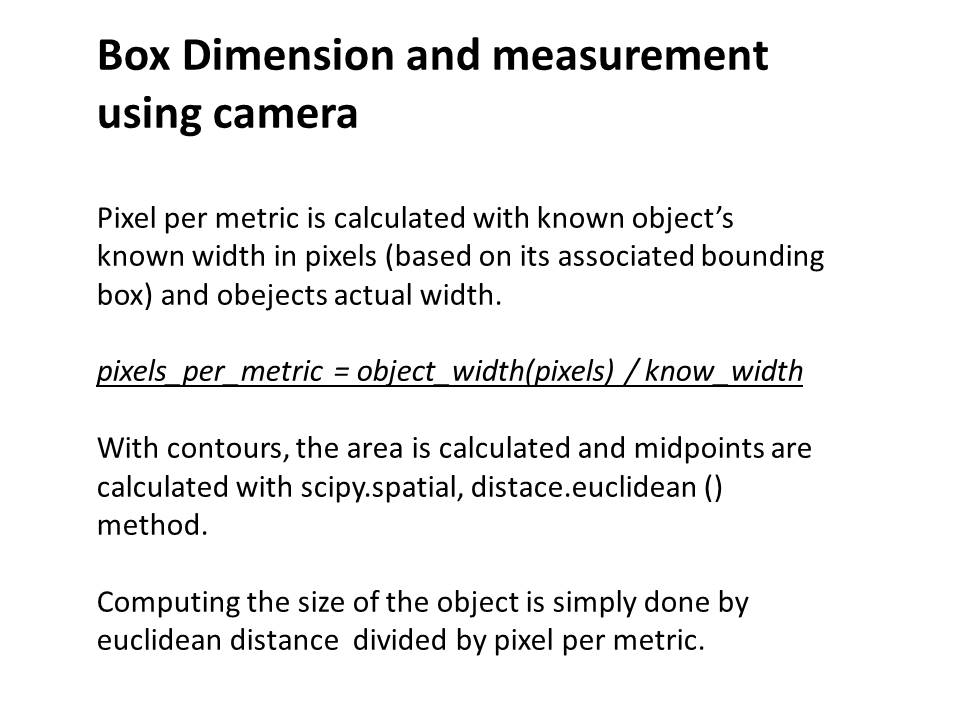 Box Dimension and measurement
using camera
Pixel per metric is calculated with known object’s
known width in pixels (based on its associated bounding
box) and obejects actual width.
pixels_per_metric = object_width(pixels) / know_width
With contours, the area is calculated and midpoints are
calculated with scipy.spatial, distace.euclidean ()
method.
Computing the size of the object is simply done by
euclidean distance  divided by pixel per metric.